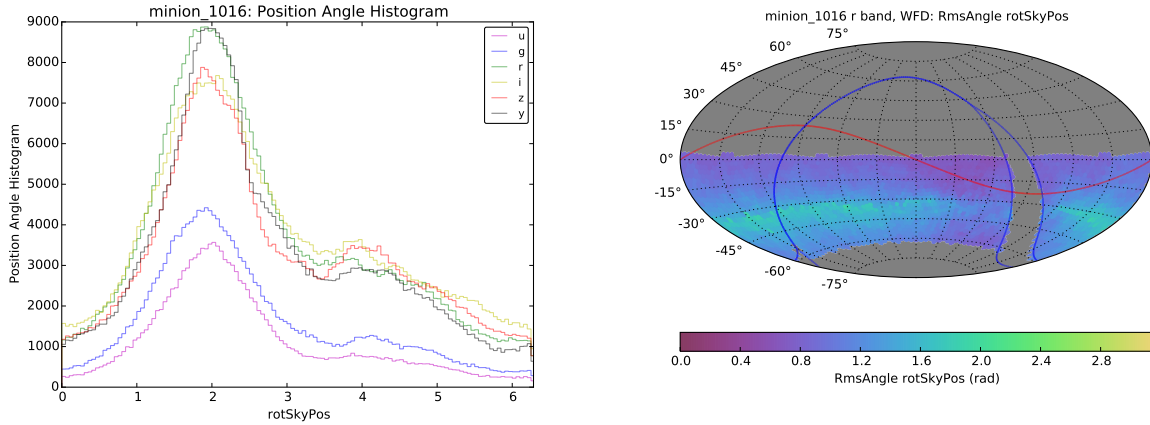 minion_1016: Position Angle Histogram
9000
8000
7000
6000
5000
4000
3000
2000
1000
0
Position Angle Histogram
u
g
r
i
z
y
0 1 2 3 4 5 6
rotSkyPos
minion_1016 r band, WFD: RmsAngle rotSkyPos
75°
60°
45°
30°
15°
0°
-15°
-30°
-45°
-60°
-75°
0.0 0.4 0.8 1.2 1.6 2.0 2.4 2.8
RmsAngle rotSkyPos (rad)